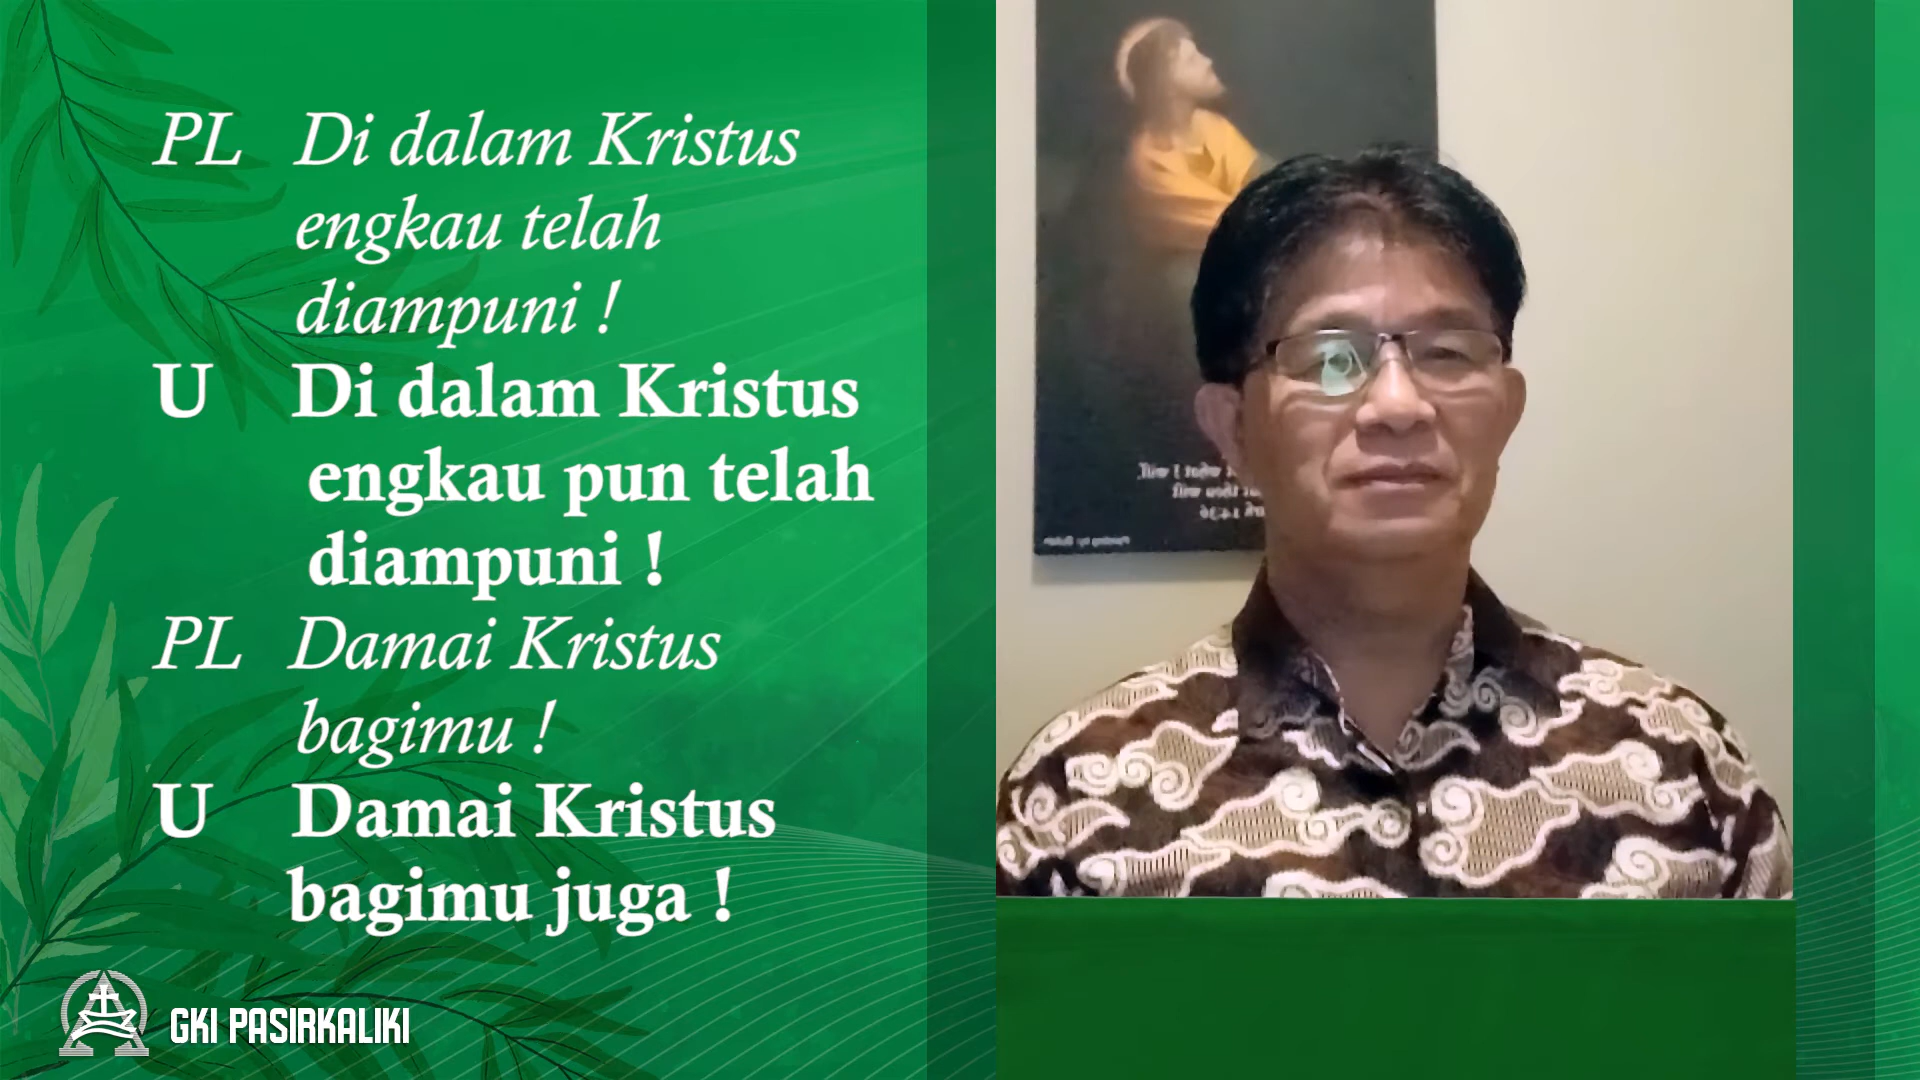 PL Di dalam Kristus
engkau telah
diampuni !
U Di dalam Kristus
engkau pun telah
diampuni !
PL Damai Kristus
bagimu !
U Damai Kristus
bagimu juga !
GKI PASIRKALIKI